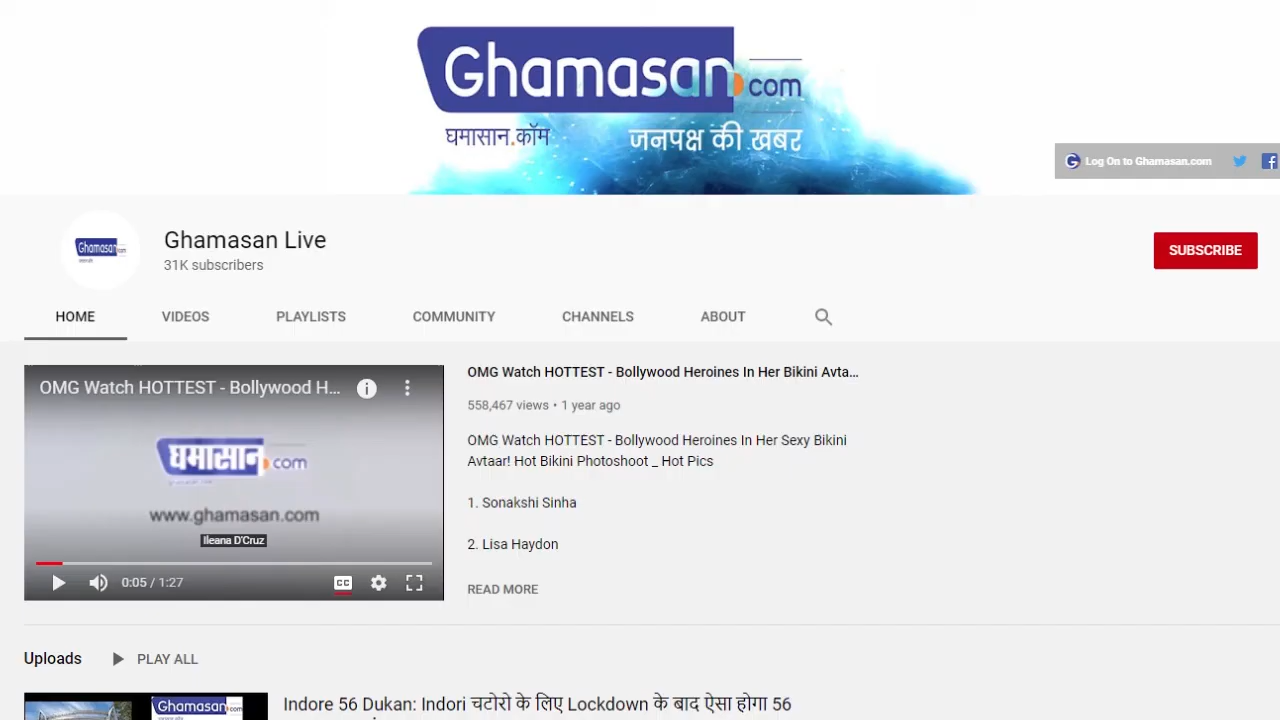 Ghamasan.com
घमासान.कॉम
जनपक्ष की खबर
Log On to Ghamasan.com
Ghamasan
Ghamasan Live
31K subscribers
SUBSCRIBE
HOME VIDEOS PLAYLISTS COMMUNITY CHANNELS ABOUT
OMG Watch HOTTEST - Bollywood H...
घमासान.com
www.ghamasan.com
Ileana D'Cruz
0:05 / 1:27
CC
OMG Watch HOTTEST - Bollywood Heroines In Her Bikini Avta...
558,467 views • 1 year ago
OMG Watch HOTTEST - Bollywood Heroines In Her Sexy Bikini
Avtaar! Hot Bikini Photoshoot _ Hot Pics
1. Sonakshi Sinha
2. Lisa Haydon
READ MORE
Uploads PLAY ALL
Ghamasan.com
Indore 56 Dukan: Indori चटोरो के लिए Lockdown के बाद ऐसा होगा 56